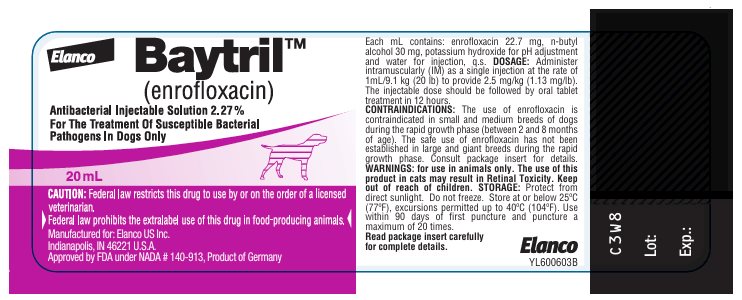 Elanco
Baytril™
(enrofloxacin)
Antibacterial Injectable Solution 2.27%
For The Treatment Of Susceptible Bacterial
Pathogens In Dogs Only
20 mL
CAUTION: Federal law restricts this drug to use by or on the order of a licensed
veterinarian.
Federal law prohibits the extralabel use of this drug in food-producing animals.
Manufactured for: Elanco US Inc.
Indianapolis, IN 46221 U.S.A.
Approved by FDA under NADA # 140-913, Product of Germany
Each mL contains: enrofloxacin 22.7 mg, n-butyl
alcohol 30 mg, potassium hydroxide for pH adjustment
and water for injection, q.s. DOSAGE: Administer
intramuscularly (IM) as a single injection at the rate of
1mL/9.1 kg (20 lb) to provide 2.5 mg/kg (1.13 mg/lb).
The injectable dose should be followed by oral tablet
treatment in 12 hours.
CONTRAINDICATIONS: The use of enrofloxacin is
contraindicated in small and medium breeds of dogs
during the rapid growth phase (between 2 and 8 months
of age). The safe use of enrofloxacin has not been
established in large and giant breeds during the rapid
growth phase. Consult package insert for details.
WARNINGS: for use in animals only. The use of this
product in cats may result in Retinal Toxicity. Keep
out of reach of children. STORAGE: Protect from
direct sunlight. Do not freeze. Store at or below 25ºC
(77ºF), excursions permitted up to 40ºC (104ºF). Use
within 90 days of first puncture and puncture a
maximum of 20 times.
Read package insert carefully
for complete details.
Elanco
YL600603B
C3W8
Lot:
Exp.: